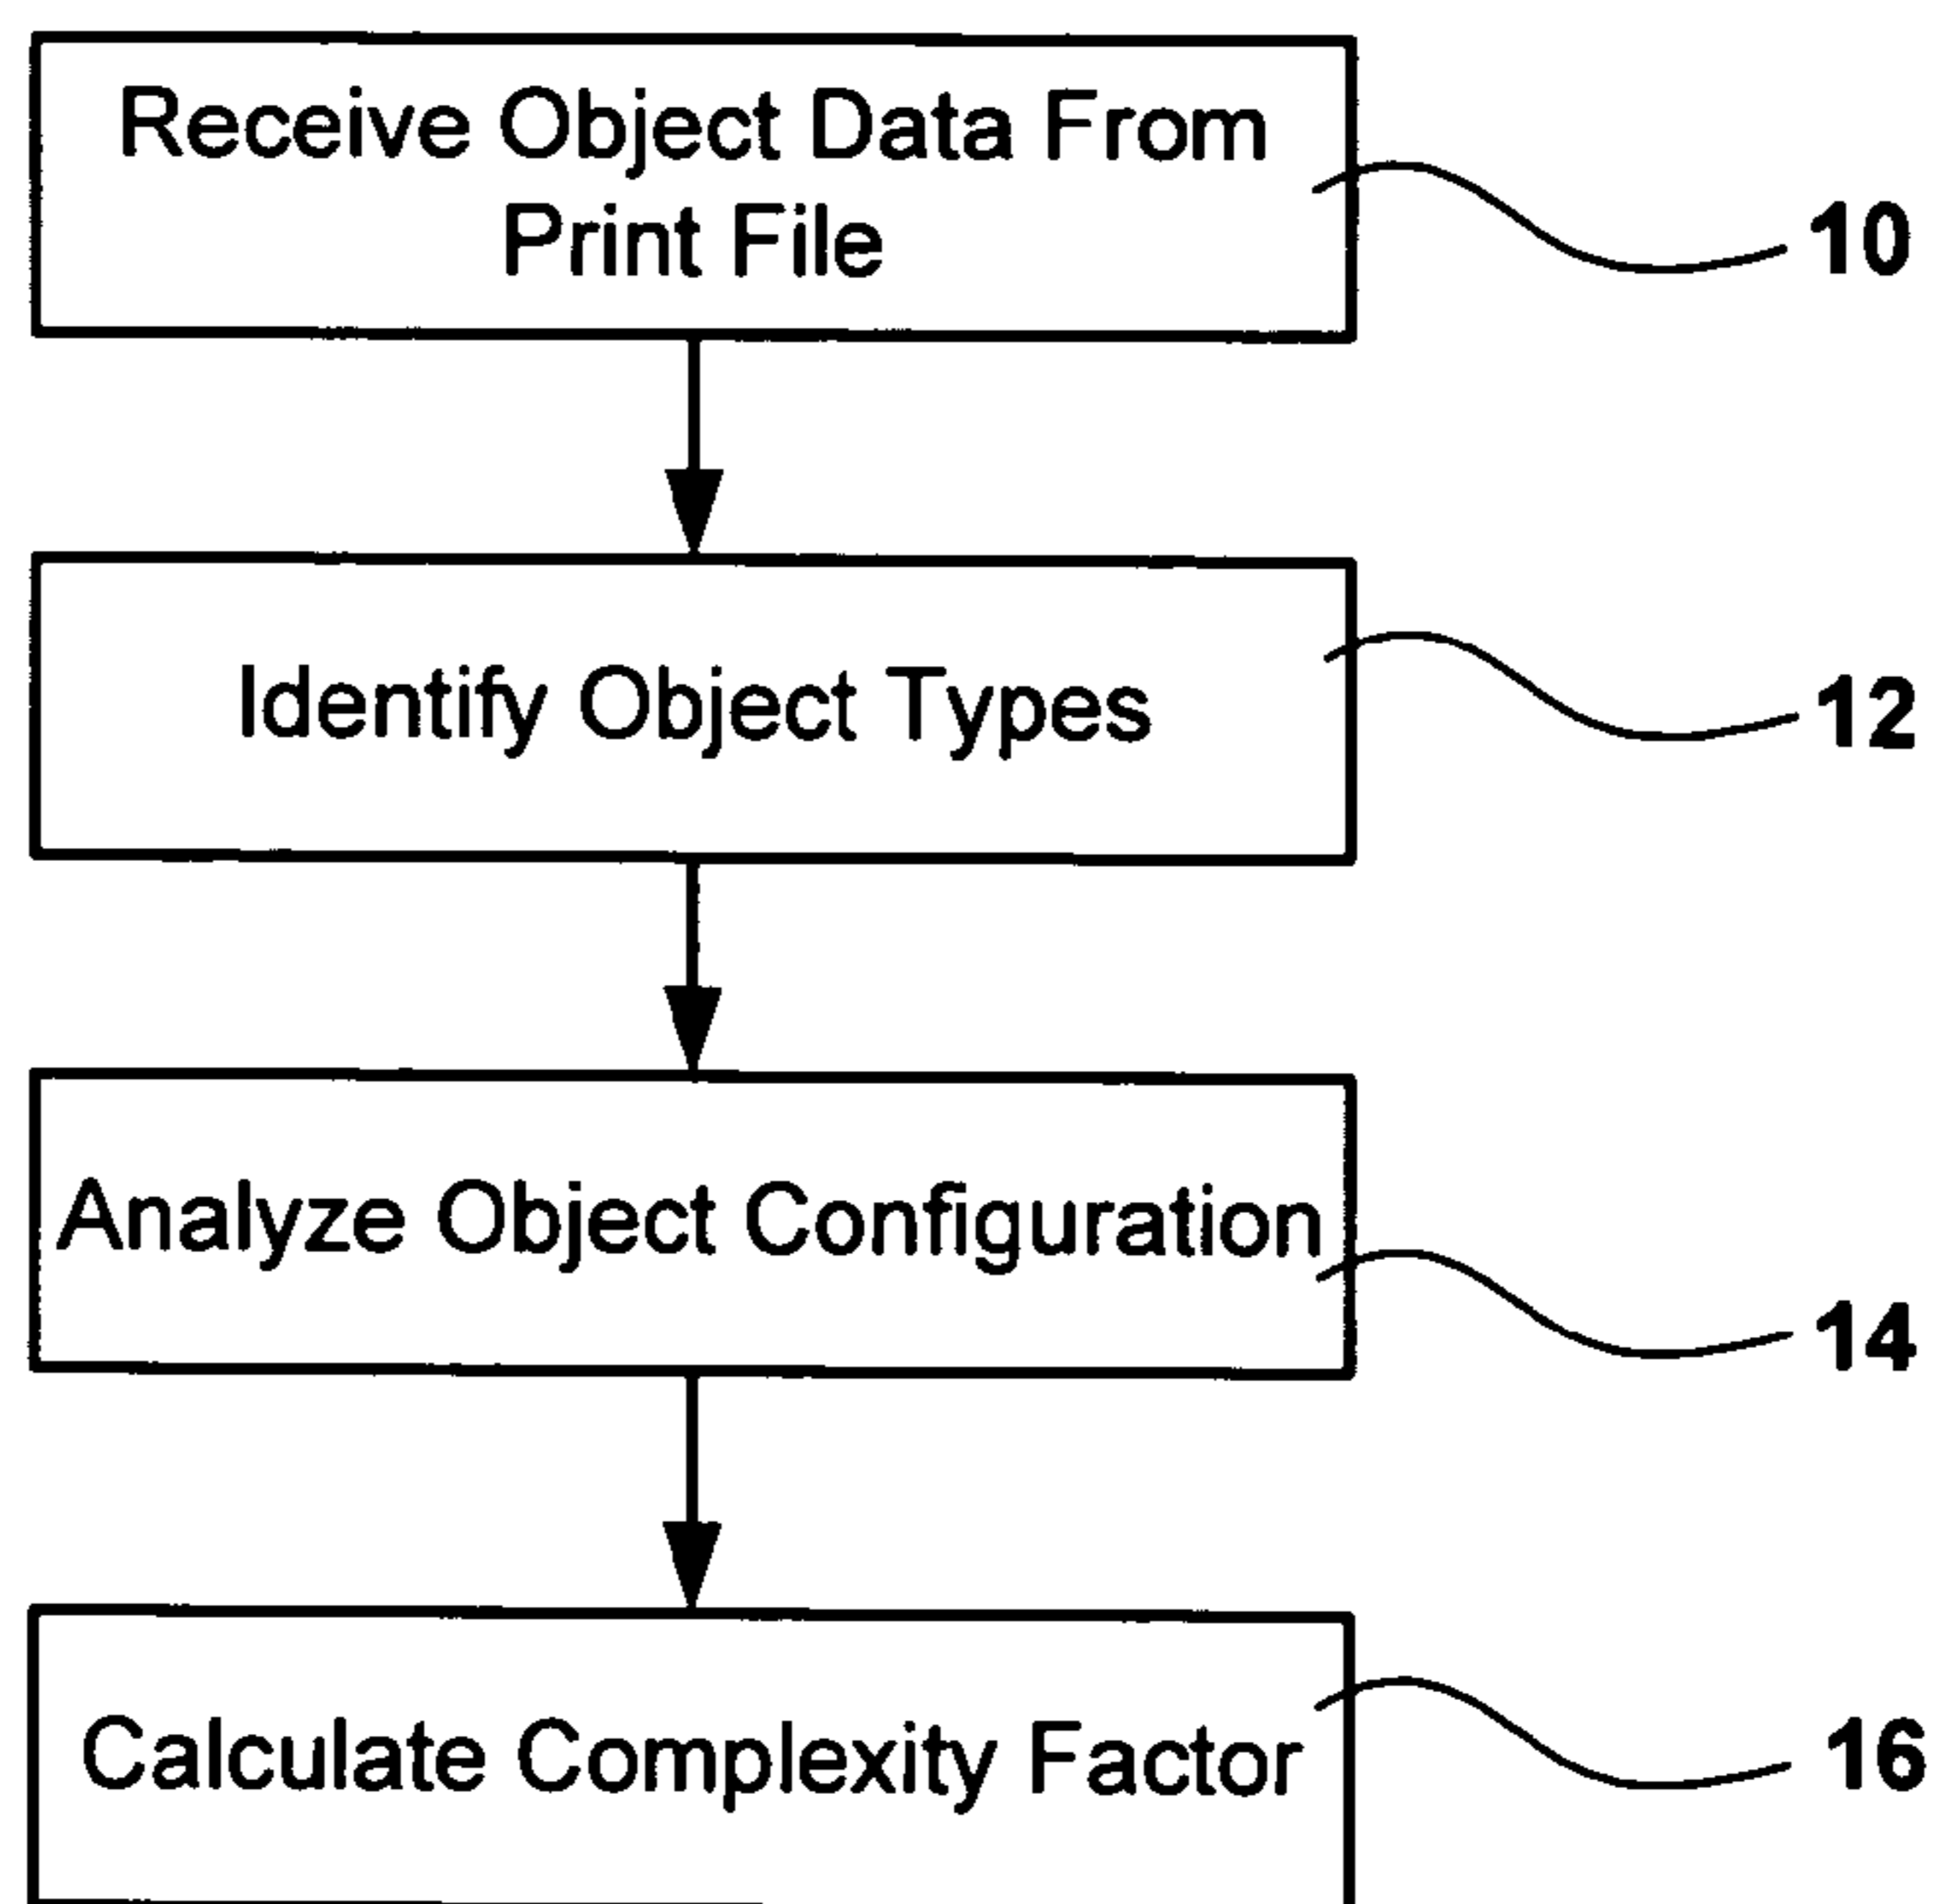 Receive Object Data From
Print File
10
Identify Object Types
12
Analyze Object Configuration
14
Calculate Complexity Factor
16